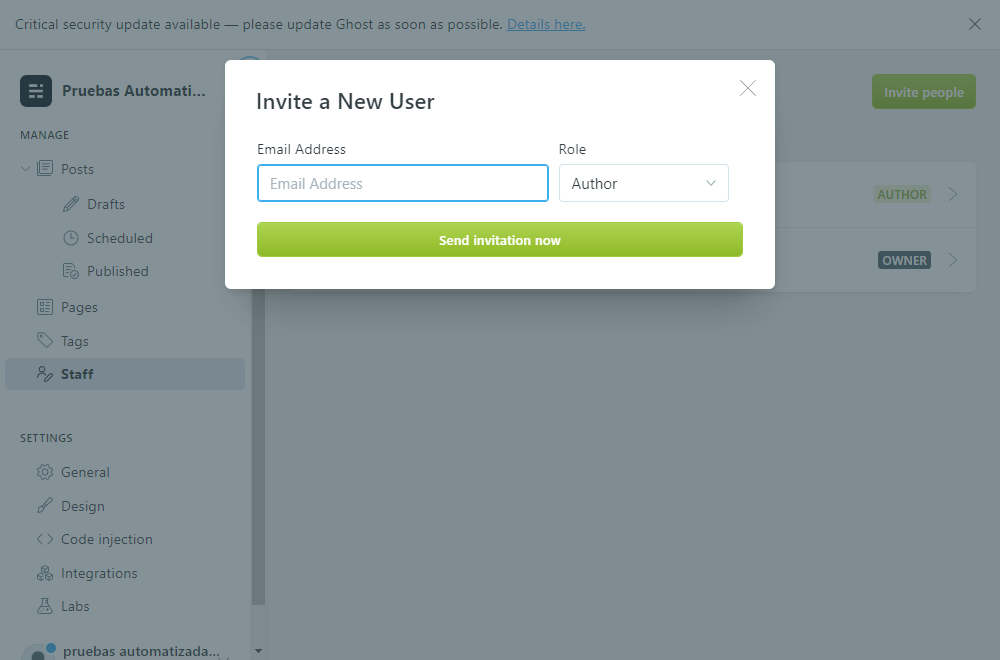 Critical security update available — please update Ghost as soon as possible. Details here.
Pruebas Automati...
Invite people
MANAGE
Posts
Drafts
Scheduled
Published
Pages
Tags
Staff
SETTINGS
General
Design
Code injection
Integrations
Labs
pruebas automatizada...
Invite a New User
Email Address
Role
Email Address
Author
Send invitation now
AUTHOR
OWNER